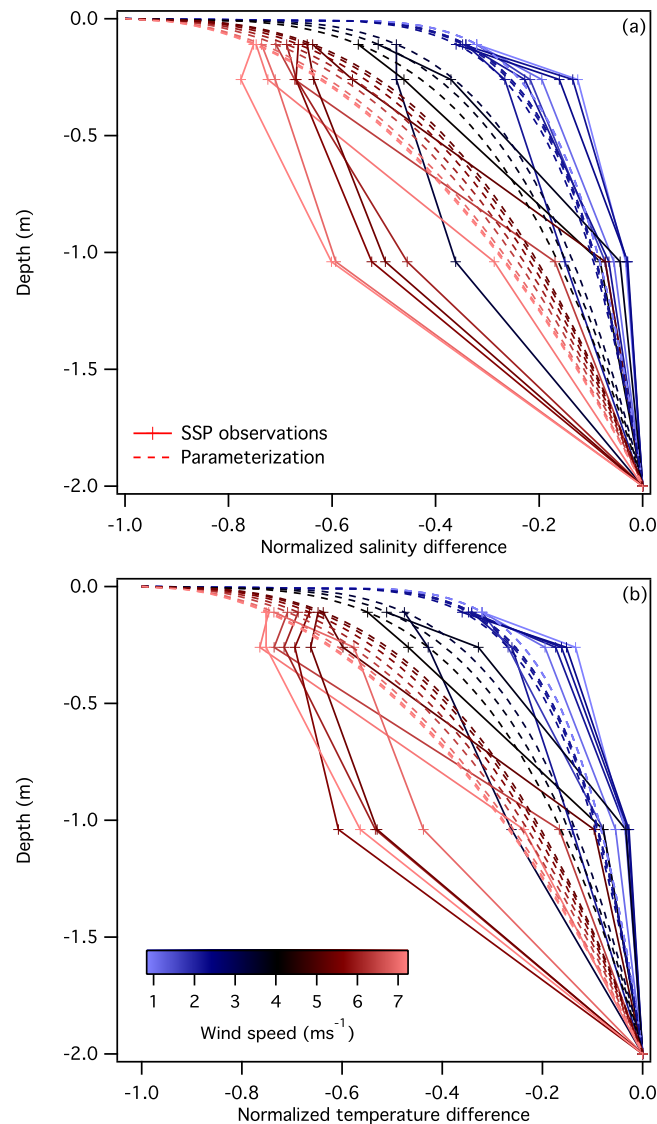 (a)
0.0
-0.5
-1.0
-1.5
-2.0
Depth (m)
SSP observations
Parameterization
-1.0 -0.8 -0.6 -0.4 -0.2 0.0
Normalized salinity difference
(b)
0.0
-0.5
-1.0
-1.5
-2.0
Depth (m)
1 2 3 4 5 6 7
Wind speed (ms⁻¹)
-1.0 -0.8 -0.6 -0.4 -0.2 0.0
Normalized temperature difference